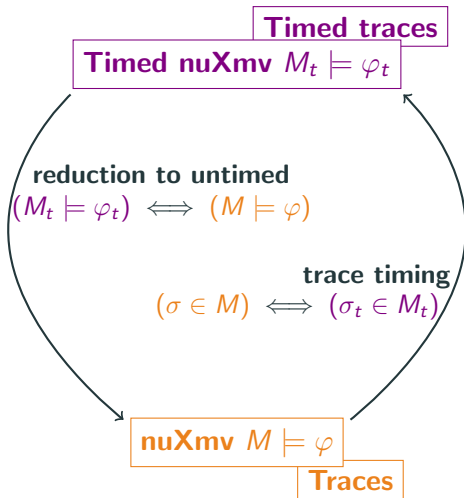 Timed traces
Timed nuXmv M_t ⊨ φ_t
reduction to untimed
(M_t ⊨ φ_t) ⟺ (M ⊨ φ)
trace timing
(σ ∈ M) ⟺ (σ_t ∈ M_t)
nuXmv M ⊨ φ
Traces